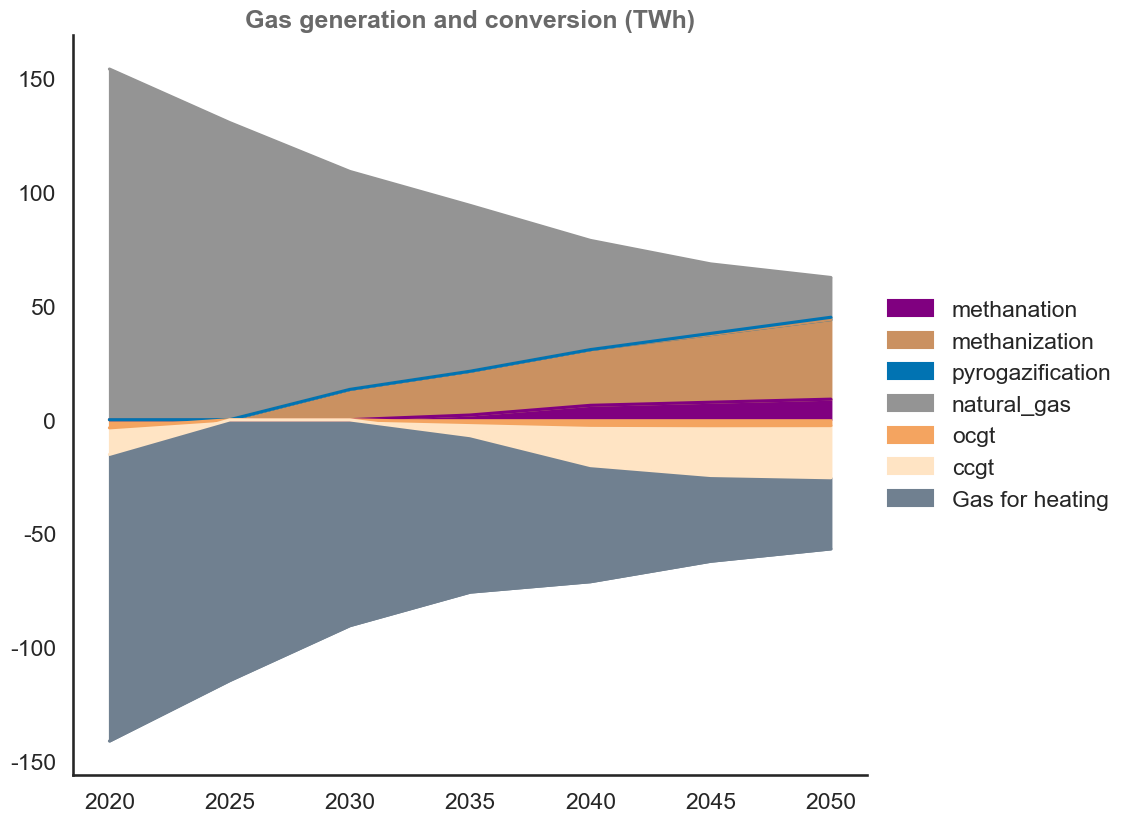 Gas generation and conversion (TWh)
150
100
50
0
-50
-100
-150
2020 2025 2030 2035 2040 2045 2050
methanation
methanization
pyrogazification
natural_gas
ocgt
ccgt
Gas for heating